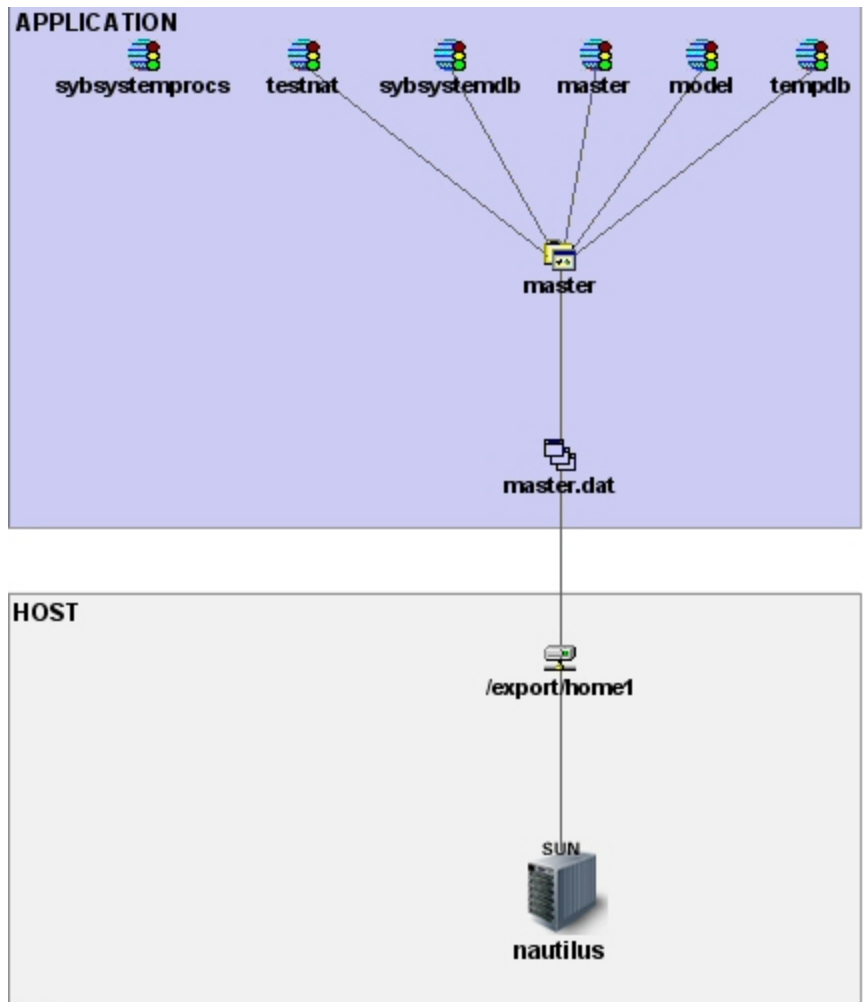 APPLICATION
sybsystemprocs testnat sybsystemdb master model tempdb
master
master.dat
HOST
/export/home1
SUN
nautilus